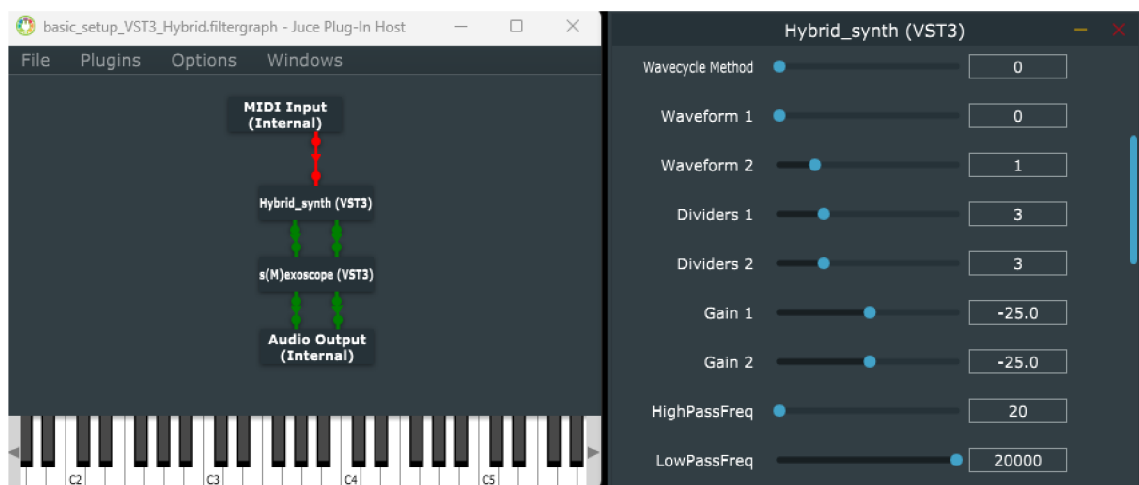 basic_setup_VST3_Hybrid.filtergraph - Juce Plug-In Host
File Plugins Options Windows
MIDI Input
(Internal)
Hybrid_synth (VST3)
s(M)exoscope (VST3)
Audio Output
(Internal)
C2 C3 C4 C5
Hybrid_synth (VST3)
Wavecycle Method 0
Waveform 1 0
Waveform 2 1
Dividers 1 3
Dividers 2 3
Gain 1 -25.0
Gain 2 -25.0
HighPassFreq 20
LowPassFreq 20000